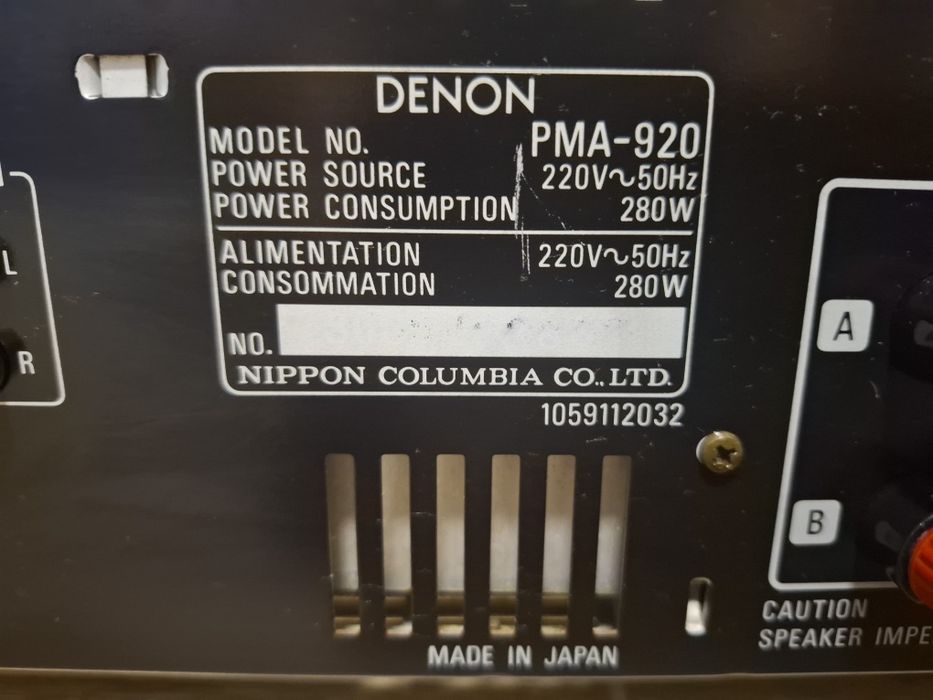 DENON
MODEL NO. PMA-920
POWER SOURCE 220V~50Hz
POWER CONSUMPTION 280W
ALIMENTATION 220V~50Hz
CONSOMMATION 280W
NO.
NIPPON COLUMBIA CO.,LTD.
1059112032
L
R
A
B
CAUTION
SPEAKER IMPE
MADE IN JAPAN